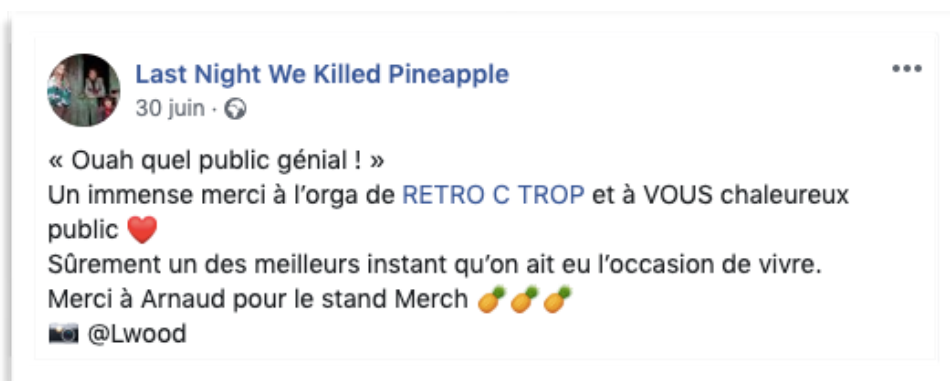 Last Night We Killed Pineapple
30 juin ·
« Ouah quel public génial ! »
Un immense merci à l’orga de RETRO C TROP et à VOUS chaleureux
public ❤️
Sûrement un des meilleurs instant qu’on ait eu l’occasion de vivre.
Merci à Arnaud pour le stand Merch 🍍🍍🍍
📷 @Lwood